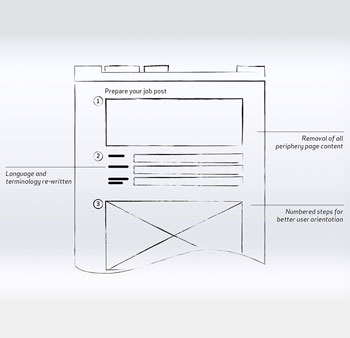 Prepare your job post
1
Removal of all
periphery page content
2
Language and
terminology re-written
3
Numbered steps for
better user orientation